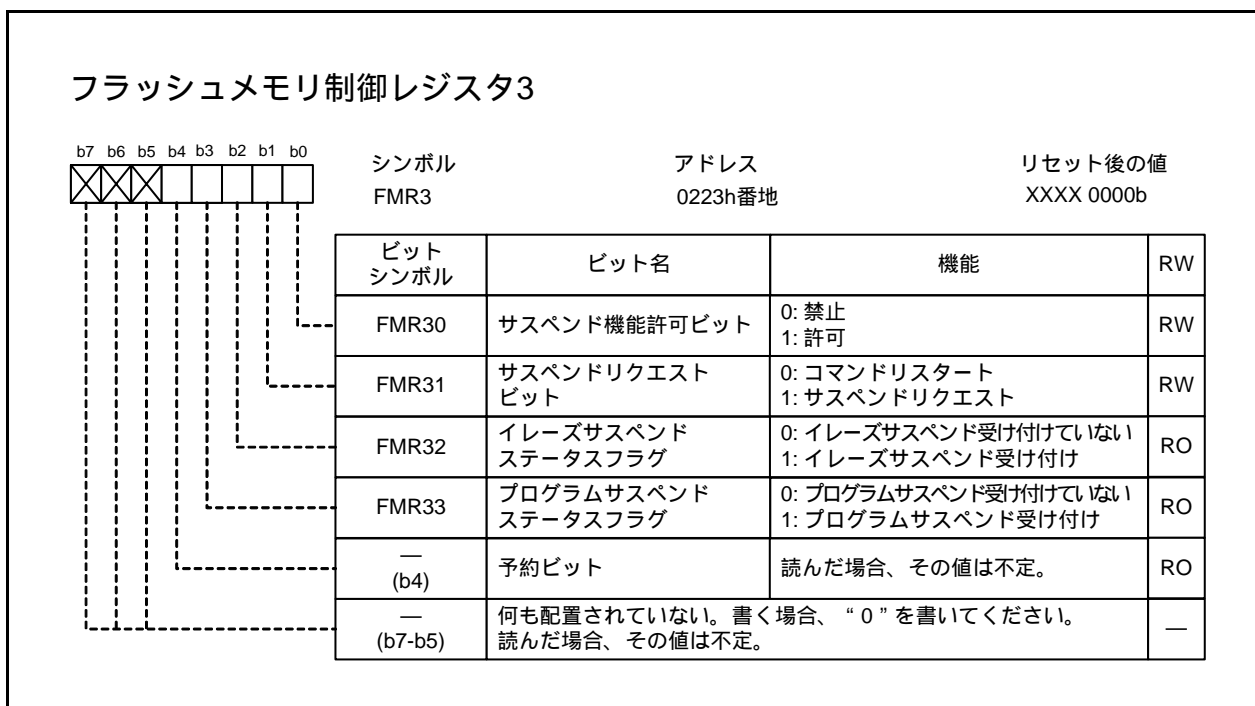 フラッシュメモリ制御レジスタ3
b7 b6 b5 b4 b3 b2 b1 b0
シンボル アドレス リセット後の値
FMR3 0223h番地 XXXX 0000b
ビット
シンボル
ビット名
機能
RW
FMR30
サスペンド機能許可ビット
0: 禁止
1: 許可
RW
FMR31
サスペンドリクエスト
ビット
0: コマンドリスタート
1: サスペンドリクエスト
RW
FMR32
イレーズサスペンド
ステータスフラグ
0: イレーズサスペンド受け付けていない
1: イレーズサスペンド受け付け
RO
FMR33
プログラムサスペンド
ステータスフラグ
0: プログラムサスペンド受け付けていない
1: プログラムサスペンド受け付け
RO
—
(b4)
予約ビット
読んだ場合、その値は不定。
RO
—
(b7-b5)
何も配置されていない。書く場合、“0”を書いてください。
読んだ場合、その値は不定。
—